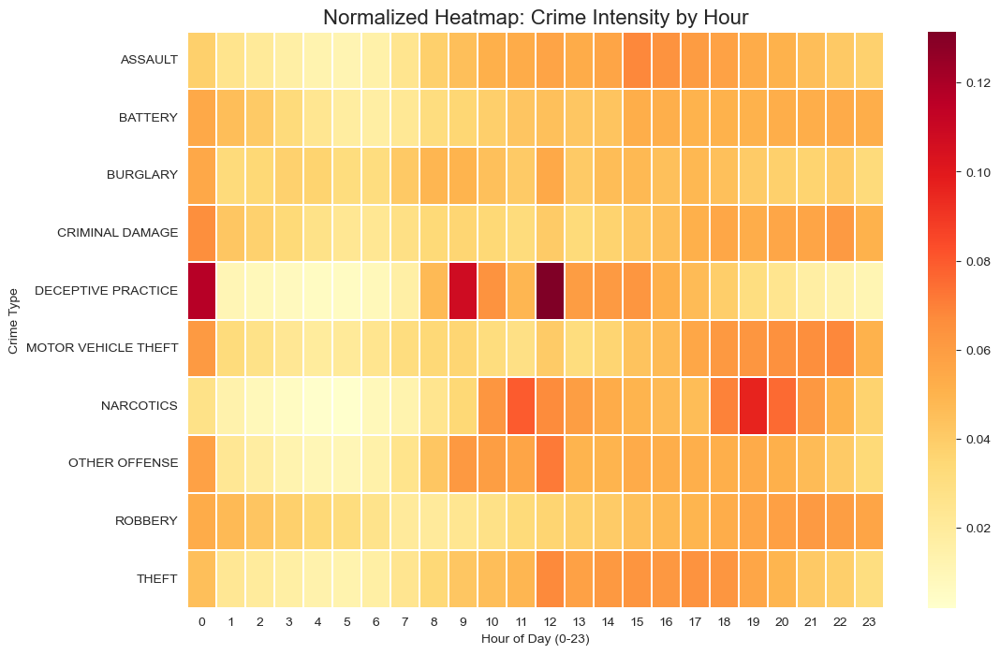 Normalized Heatmap: Crime Intensity by Hour
Crime Type
ASSAULT
BATTERY
BURGLARY
CRIMINAL DAMAGE
DECEPTIVE PRACTICE
MOTOR VEHICLE THEFT
NARCOTICS
OTHER OFFENSE
ROBBERY
THEFT
0 1 2 3 4 5 6 7 8 9 10 11 12 13 14 15 16 17 18 19 20 21 22 23
Hour of Day (0-23)
0.12
0.10
0.08
0.06
0.04
0.02